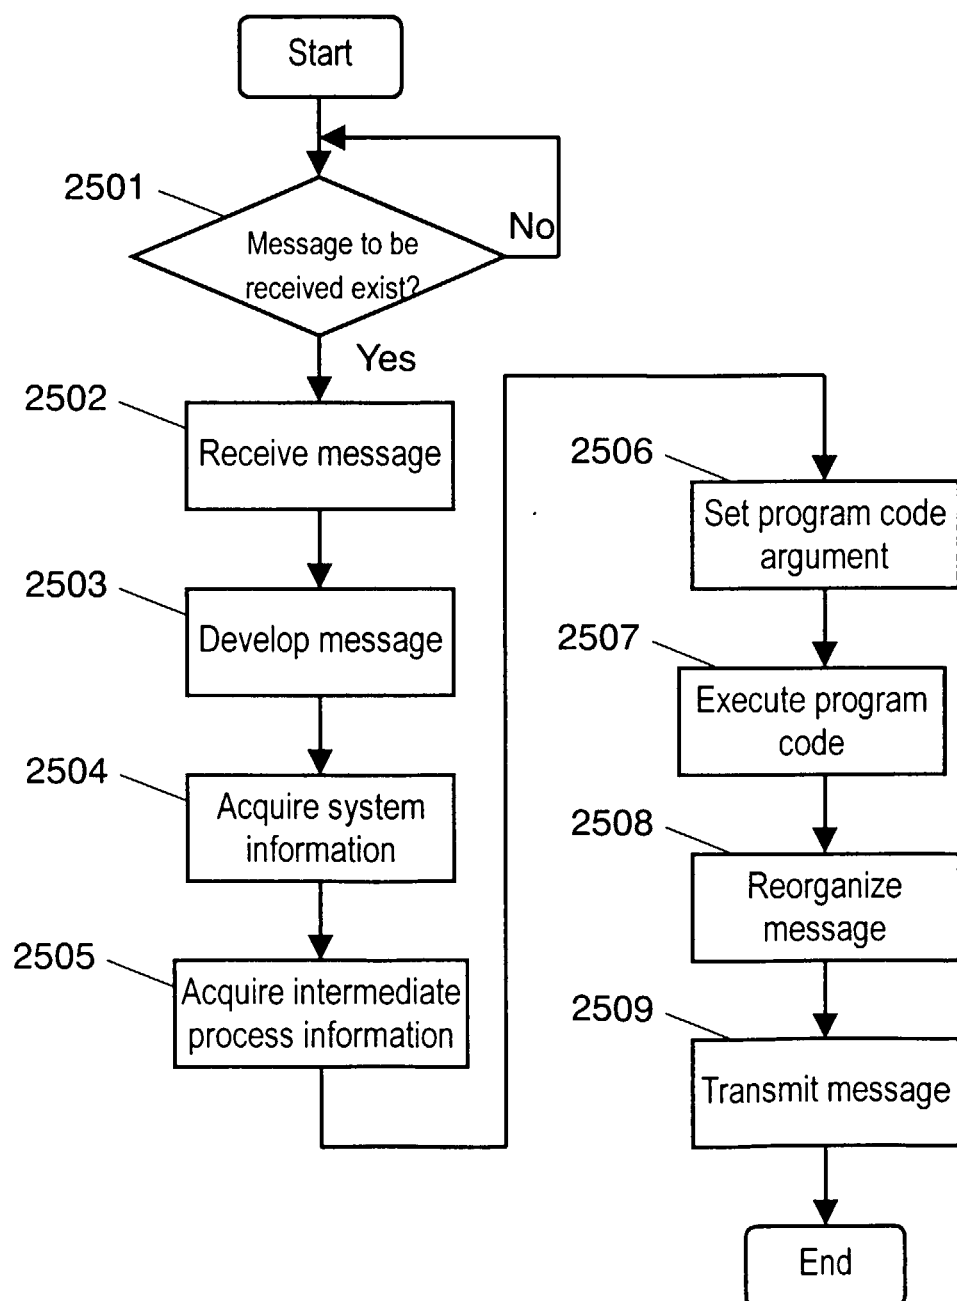 Start
2501
Message to be
received exist?
No
Yes
2502
Receive message
2503
Develop message
2504
Acquire system
information
2505
Acquire intermediate
process information
2506
Set program code
argument
2507
Execute program
code
2508
Reorganize
message
2509
Transmit message
End